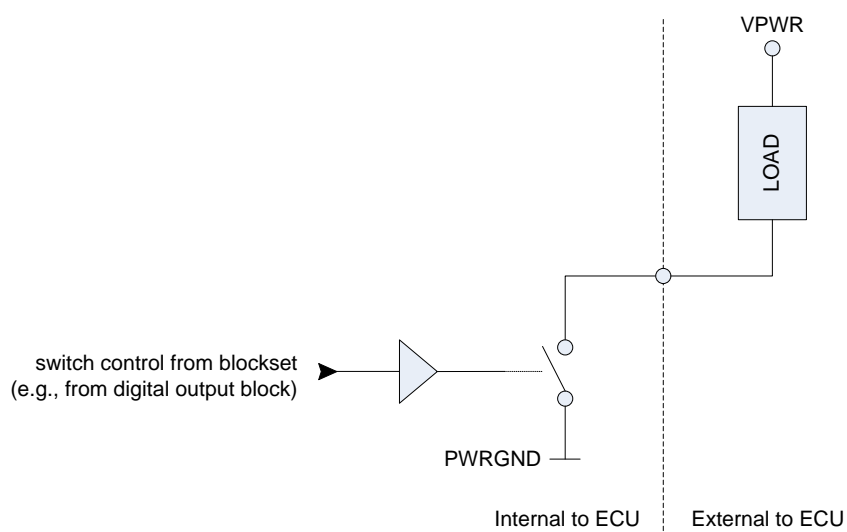 VPWR
LOAD
switch control from blockset
(e.g., from digital output block)
PWRGND
Internal to ECU
External to ECU